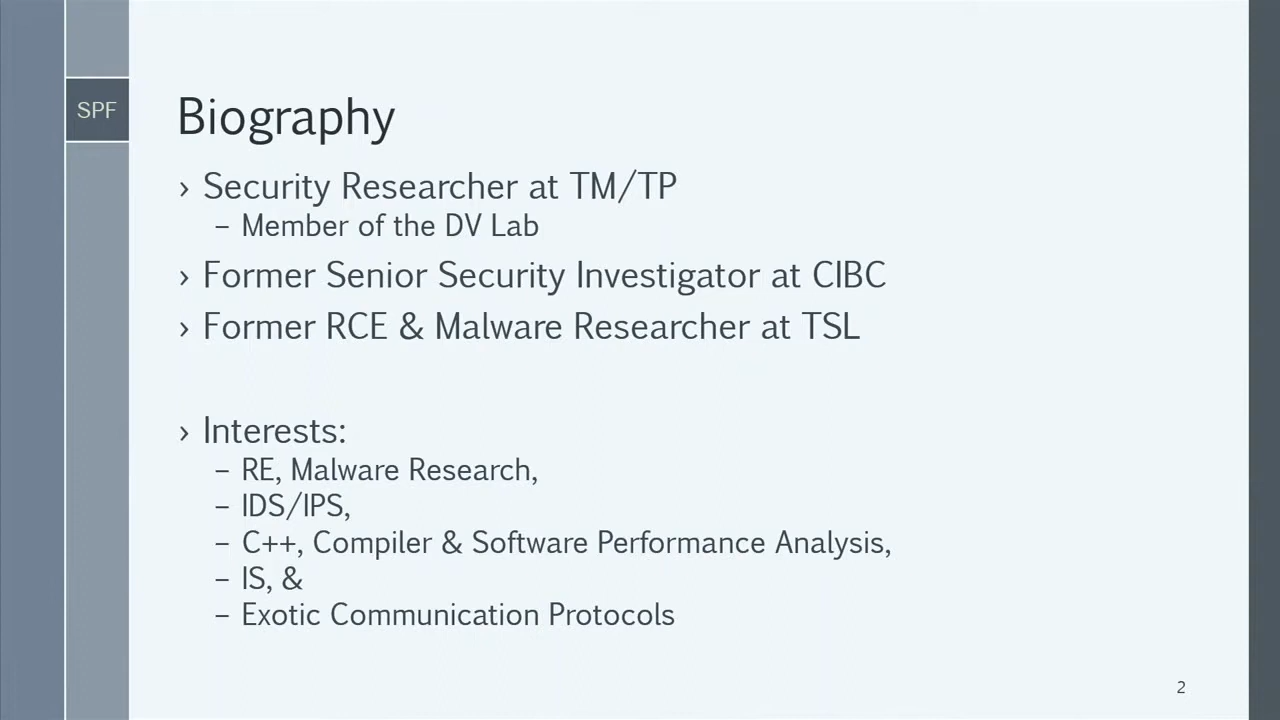 SPF
Biography
› Security Researcher at TM/TP
– Member of the DV Lab
› Former Senior Security Investigator at CIBC
› Former RCE & Malware Researcher at TSL
› Interests:
– RE, Malware Research,
– IDS/IPS,
– C++, Compiler & Software Performance Analysis,
– IS, &
– Exotic Communication Protocols
2